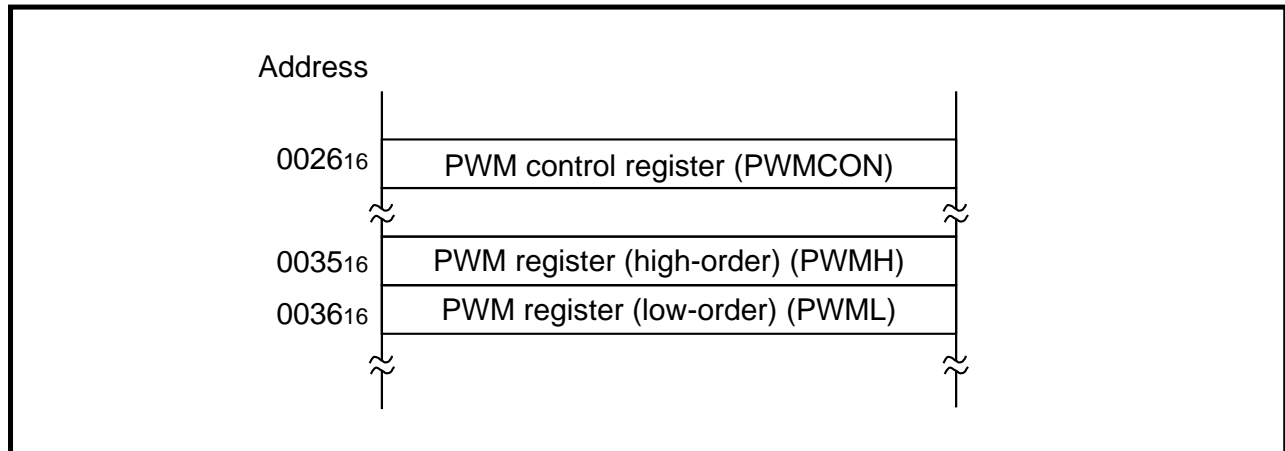 Address
0026₁₆ PWM control register (PWMCON)
0035₁₆ PWM register (high-order) (PWMH)
0036₁₆ PWM register (low-order) (PWML)